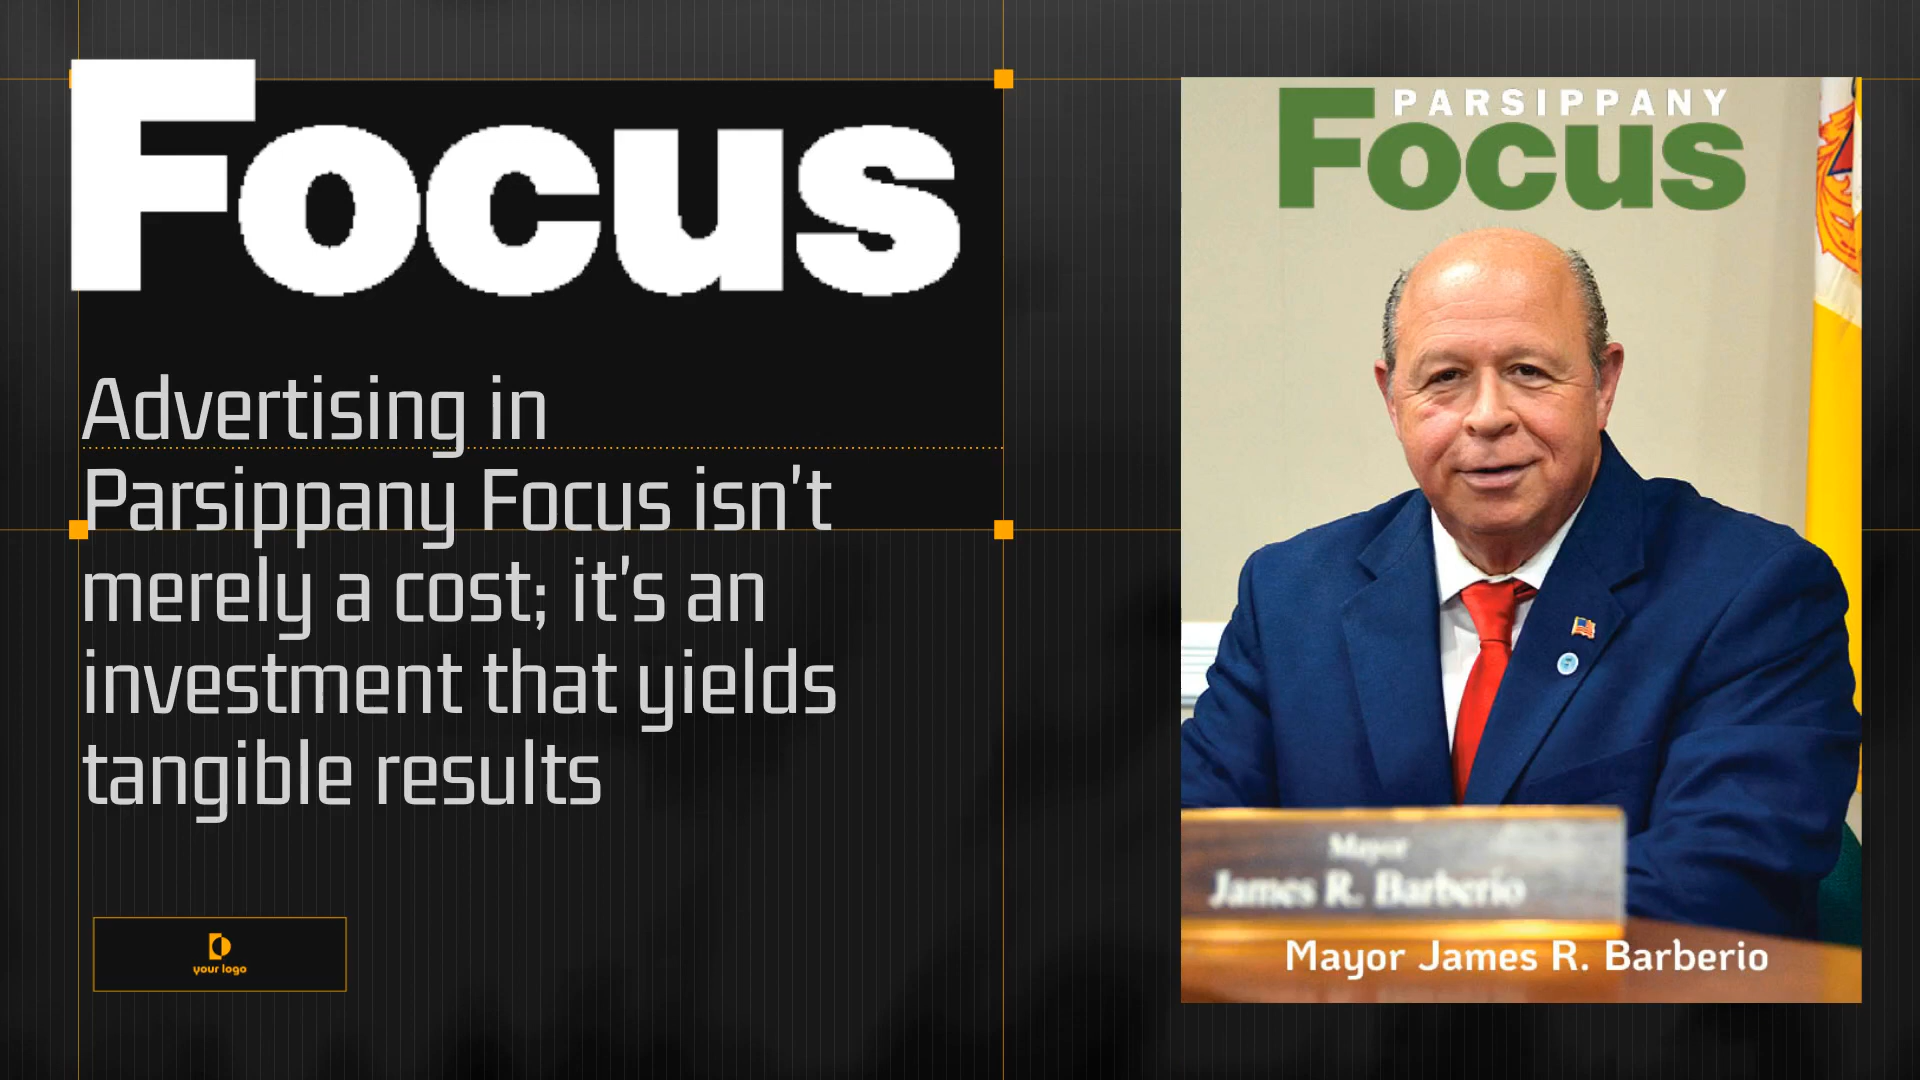 Focus
Advertising in
Parsippany Focus isn't
merely a cost; it's an
investment that yields
tangible results
your logo
PARSIPPANY
Focus
Mayor
James R. Barberio
Mayor James R. Barberio